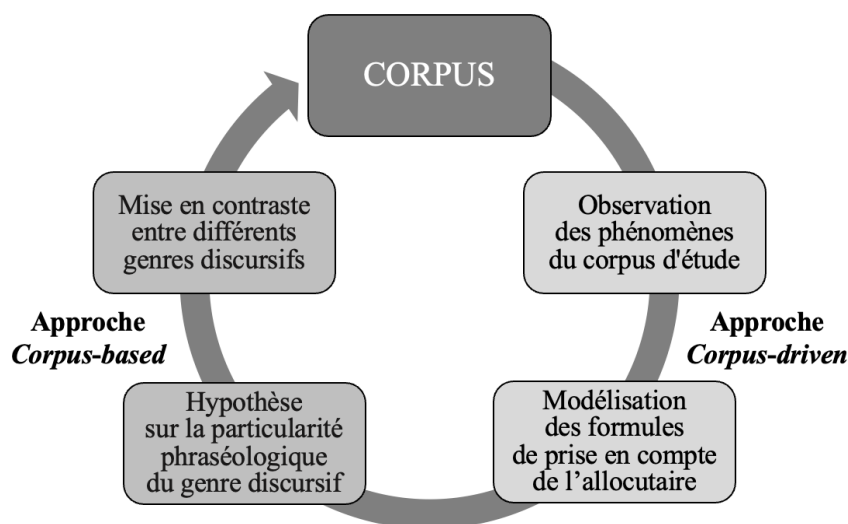 CORPUS
Observation
des phénomènes
du corpus d'étude
Approche
Corpus-driven
Modélisation
des formules
de prise en compte
de l’allocutaire
Hypothèse
sur la particularité
phraséologique
du genre discursif
Approche
Corpus-based
Mise en contraste
entre différents
genres discursifs